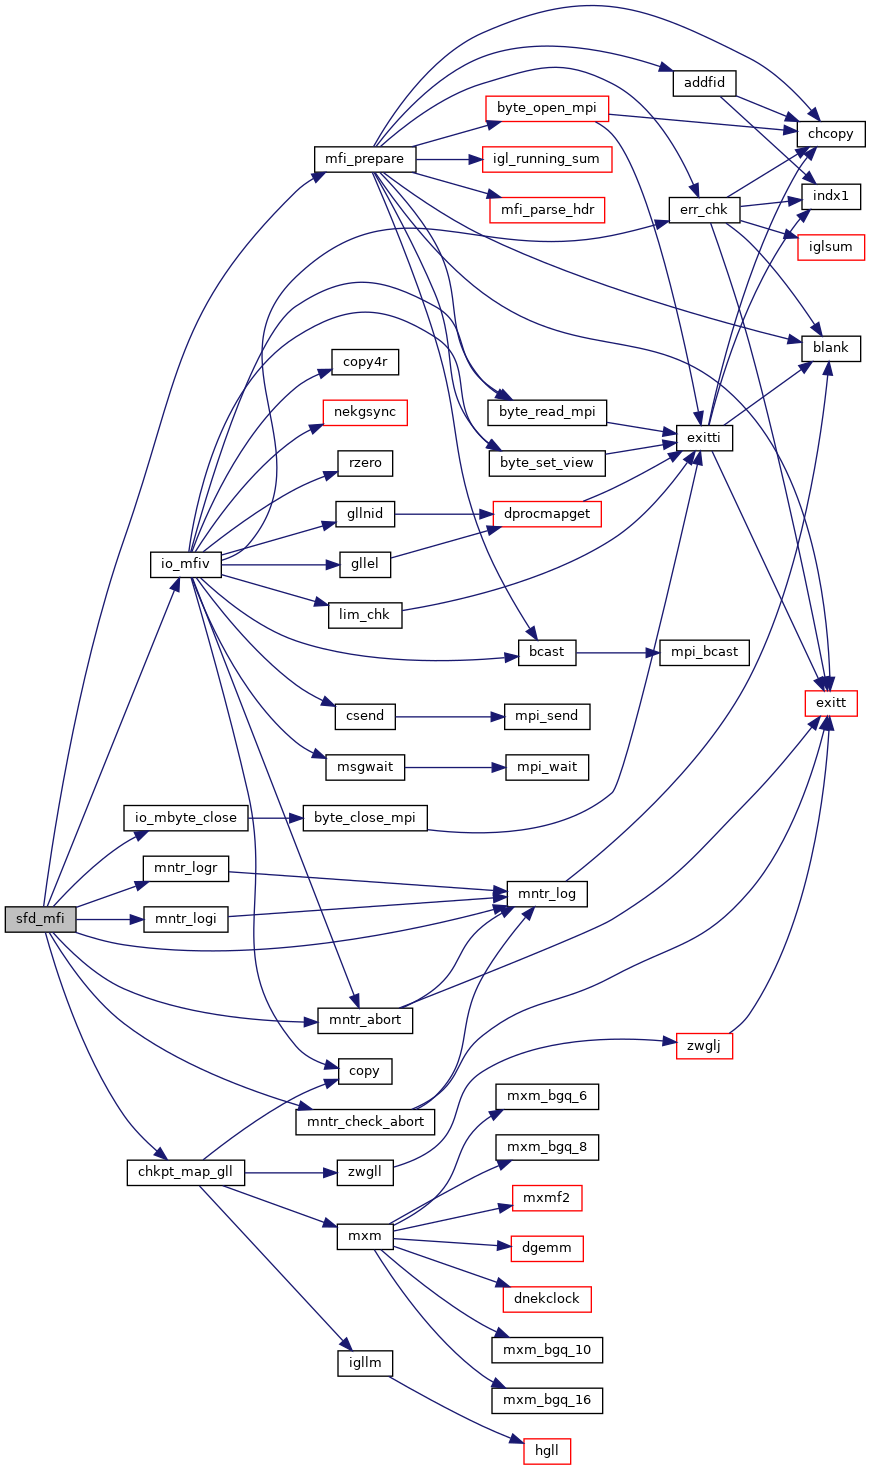 addfid
byte_open_mpi
chcopy
mfi_prepare
igl_running_sum
indx1
mfi_parse_hdr
err_chk
iglsum
blank
copy4r
nekgsync
byte_read_mpi
exitti
rzero
byte_set_view
gllnid
dprocmapget
io_mfiv
gllel
lim_chk
bcast
mpi_bcast
exitt
csend
mpi_send
msgwait
mpi_wait
io_mbyte_close
byte_close_mpi
mntr_logr
mntr_log
sfd_mfi
mntr_logi
mntr_abort
zwglj
copy
mxm_bgq_6
mntr_check_abort
mxm_bgq_8
chkpt_map_gll
zwgll
mxmf2
mxm
dgemm
dnekclock
mxm_bgq_10
igllm
mxm_bgq_16
hgll